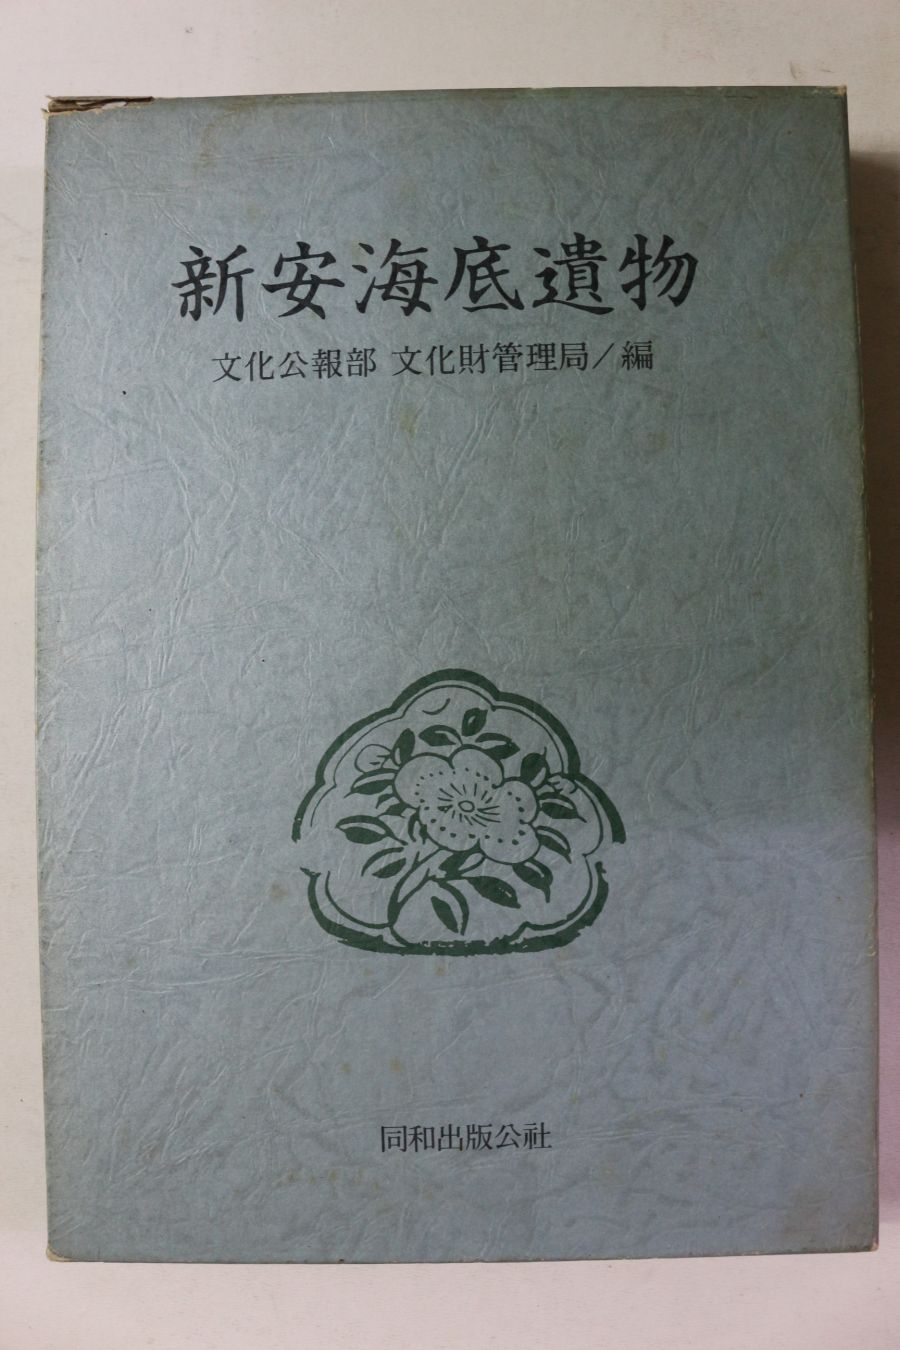 新安海底遺物
文化公報部 文化財管理局／編
同和出版公社